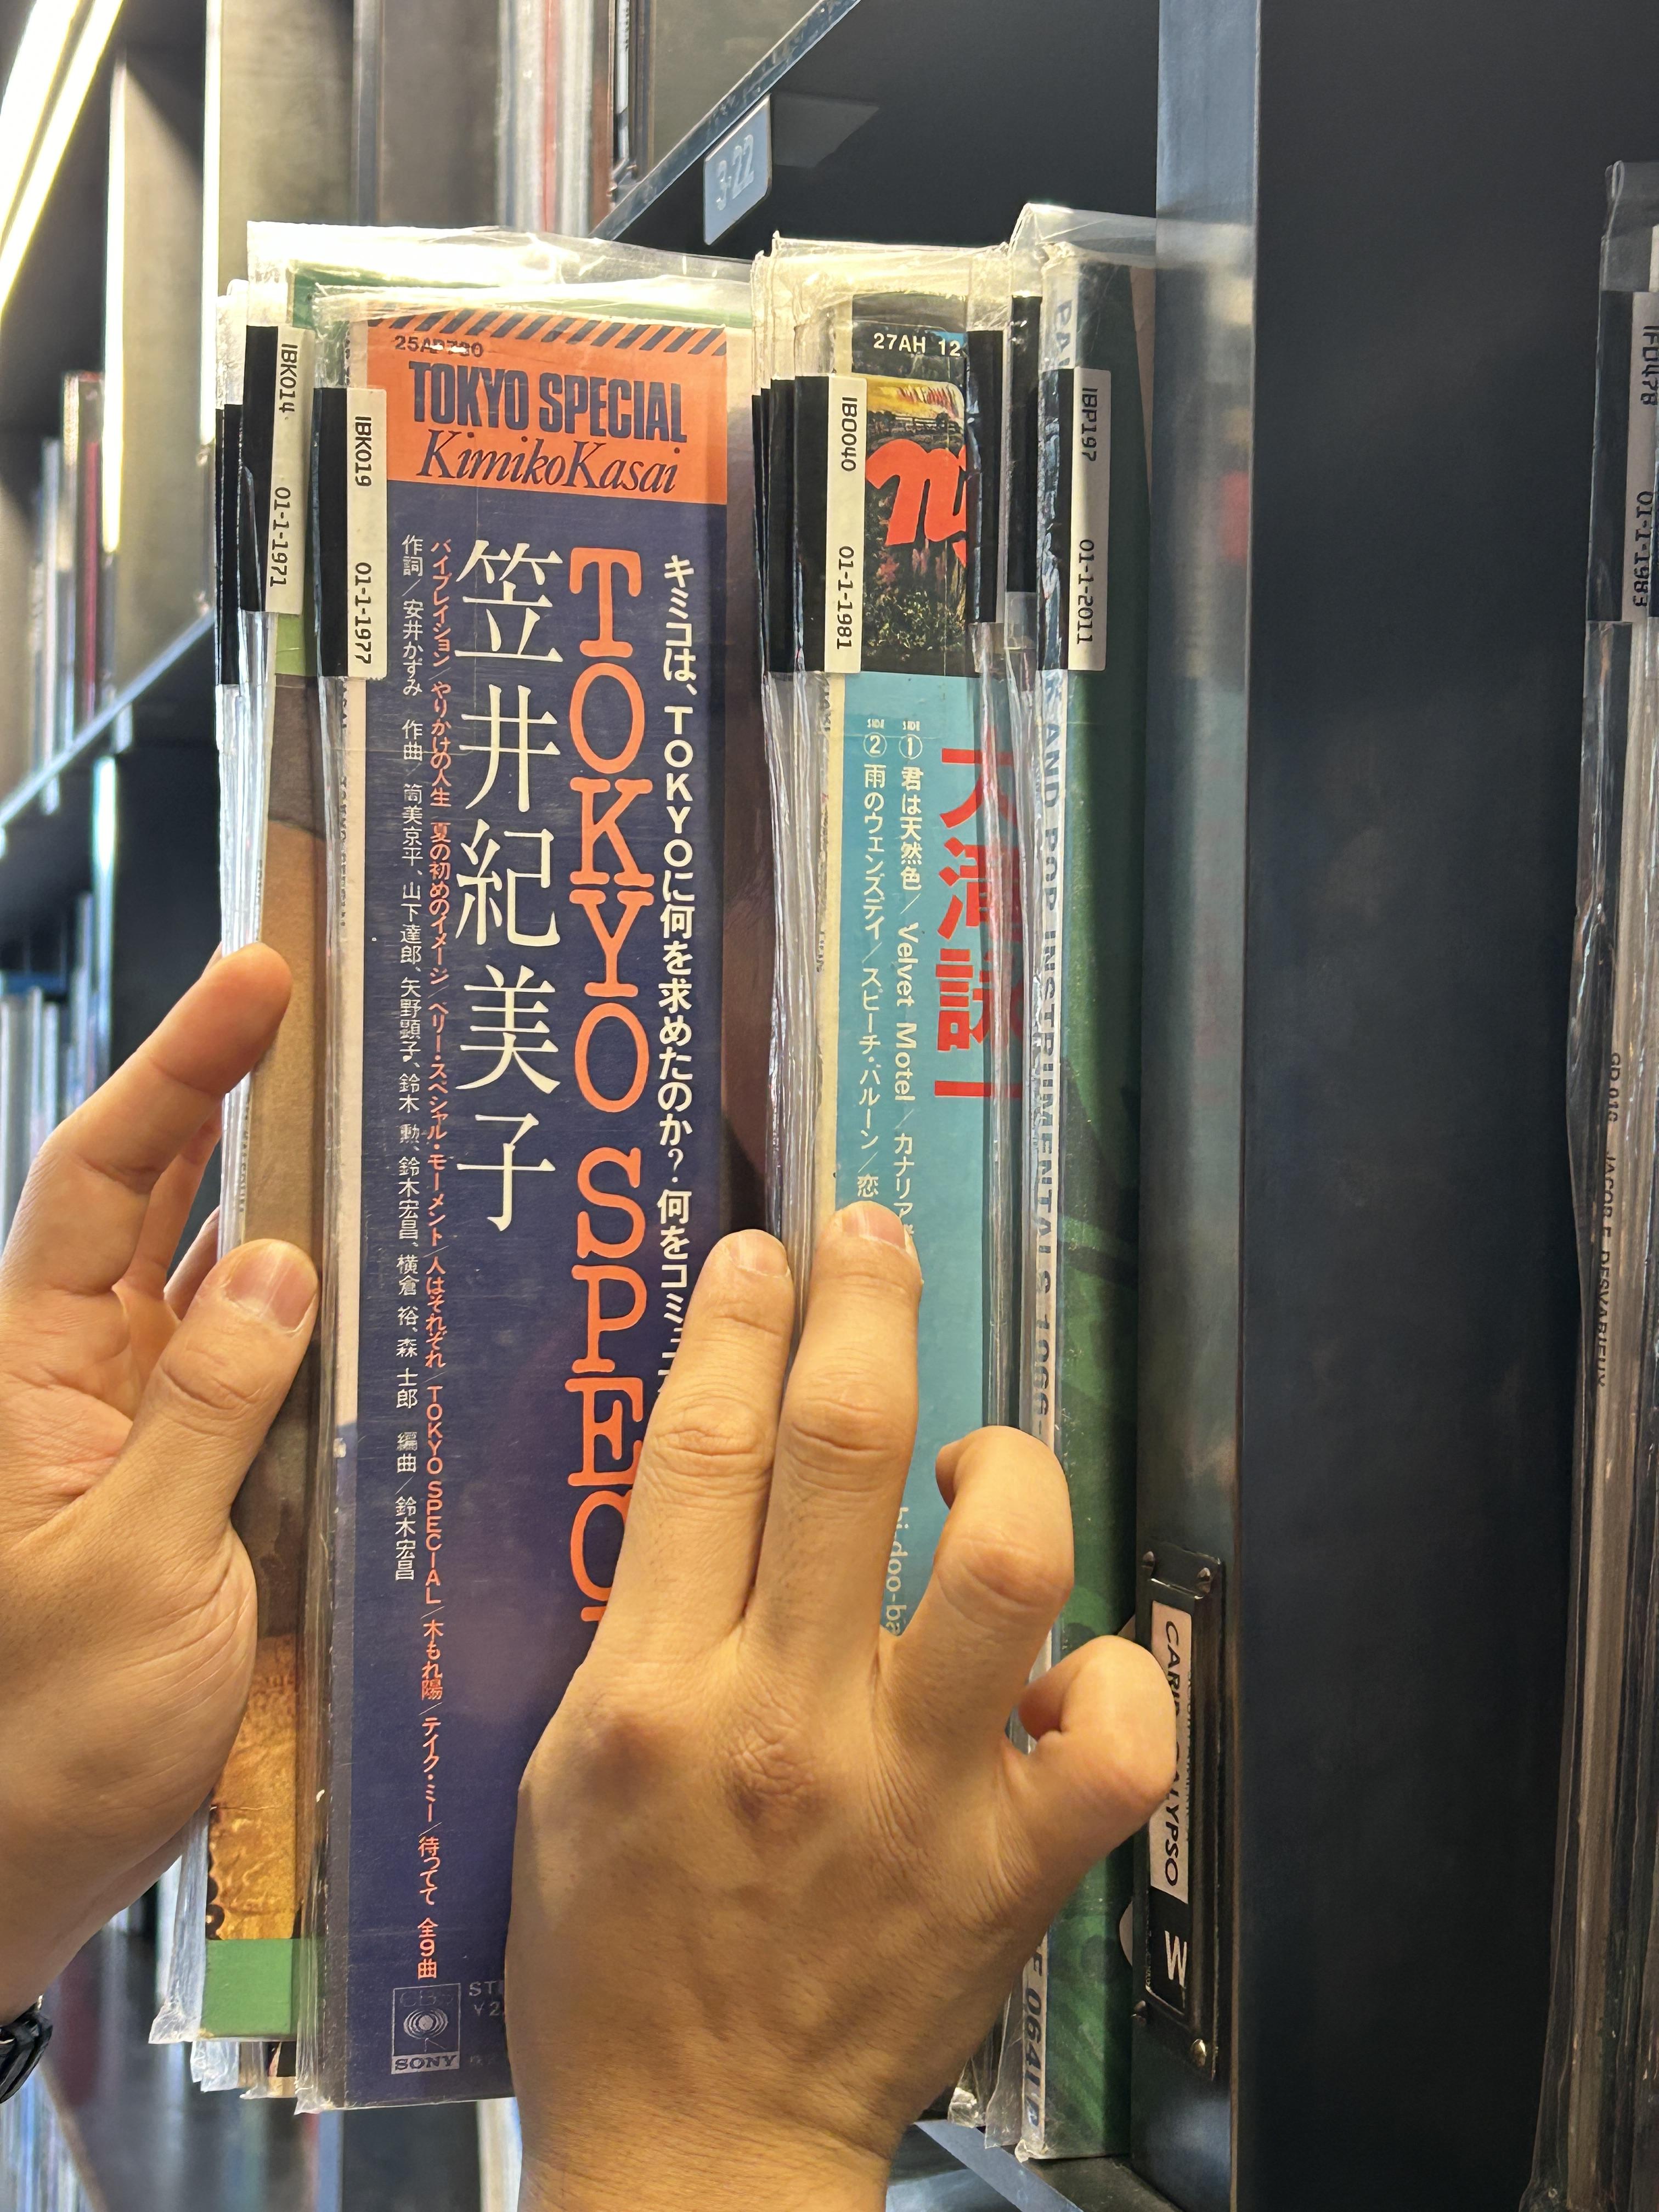 3-22
IBK014 01-1-1971
IBK019 01-1-1977
25AP780
TOKYO SPECIAL
Kimiko Kasai
キミコは、TOKYOに何を求めたのか?何をコミュ
TOKYO SPEC
笠井紀美子
バイブレイション/やりかけの人生/夏の初めのイメージ/ベリー・スペシャル・モーメント/人はそれぞれ/TOKYO SPECIAL/木もれ陽/テイク・ミー/待ってて 全9曲
作詞/安井かずみ 作曲/筒美京平、山下達郎、矢野顕子、鈴木 勲、鈴木宏昌、横倉 裕、森 士郎 編曲/鈴木宏昌
SONY
IBO040 01-1-1981
27AH 12
大滝詠一
SIDE ① 君は天然色/Velvet Motel/カナリア
SIDE ② 雨のウェンズデイ/スピーチ・バルーン/恋
IBP197 01-1-2011
AND POP INSTRUMENTALS 1966-
CARIB CALYPSO
W
01-1-1983